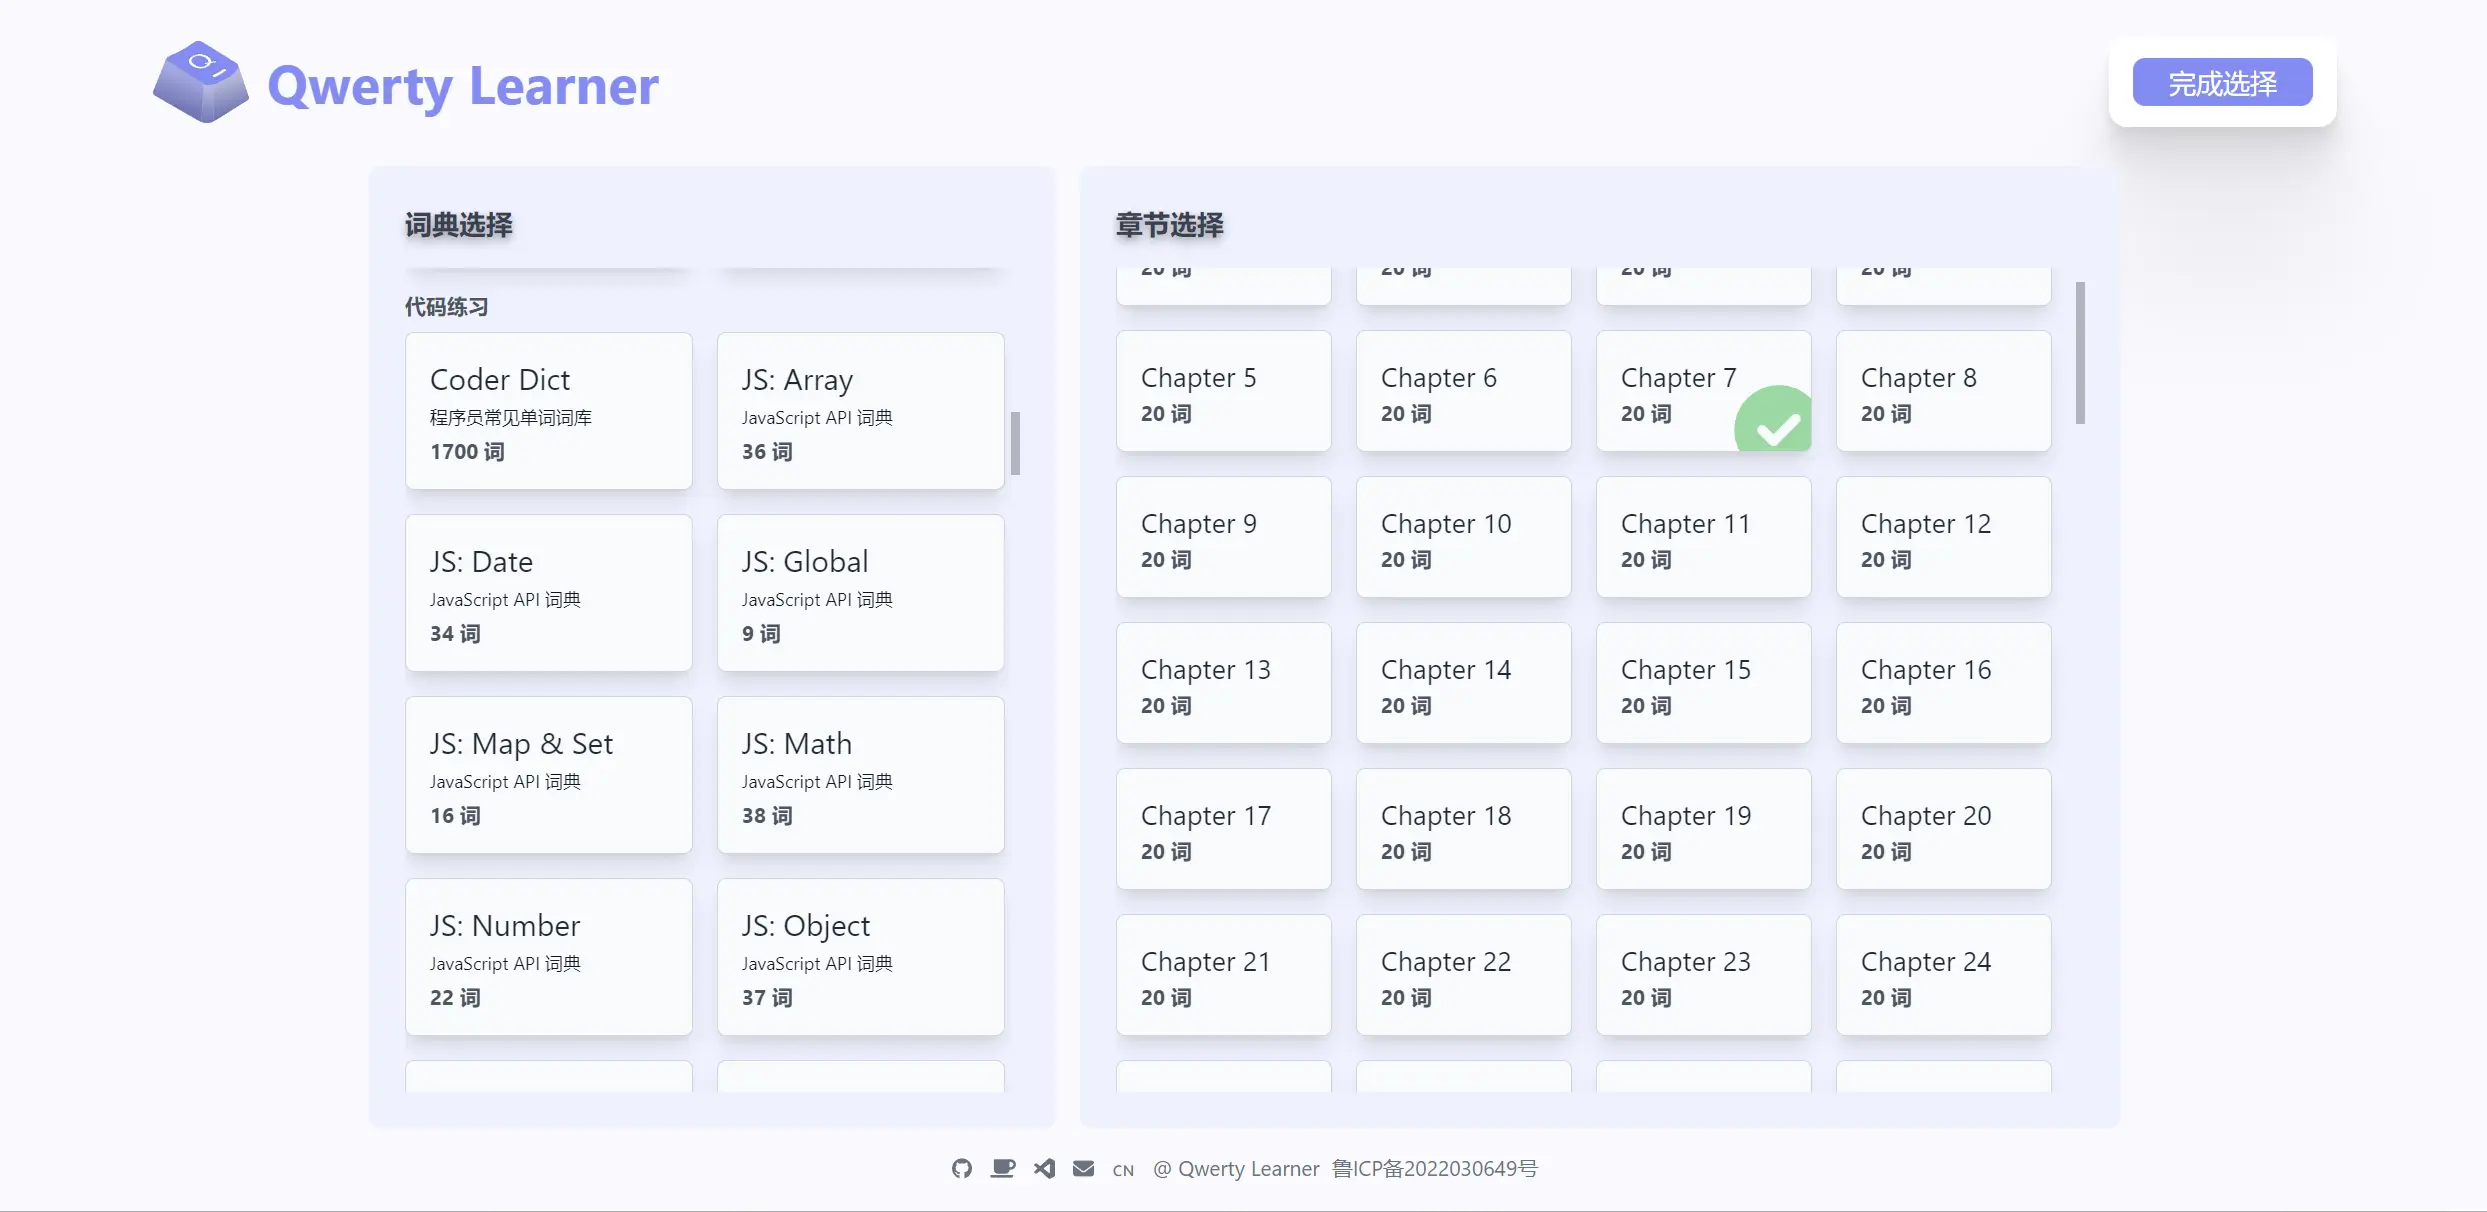 Qwerty Learner
完成选择
词典选择
代码练习
Coder Dict
程序员常见单词词库
1700 词
JS: Array
JavaScript API 词典
36 词
JS: Date
JavaScript API 词典
34 词
JS: Global
JavaScript API 词典
9 词
JS: Map & Set
JavaScript API 词典
16 词
JS: Math
JavaScript API 词典
38 词
JS: Number
JavaScript API 词典
22 词
JS: Object
JavaScript API 词典
37 词
章节选择
20 词
20 词
20 词
20 词
Chapter 5
20 词
Chapter 6
20 词
Chapter 7
20 词
Chapter 8
20 词
Chapter 9
20 词
Chapter 10
20 词
Chapter 11
20 词
Chapter 12
20 词
Chapter 13
20 词
Chapter 14
20 词
Chapter 15
20 词
Chapter 16
20 词
Chapter 17
20 词
Chapter 18
20 词
Chapter 19
20 词
Chapter 20
20 词
Chapter 21
20 词
Chapter 22
20 词
Chapter 23
20 词
Chapter 24
20 词
CN @ Qwerty Learner 鲁ICP备2022030649号